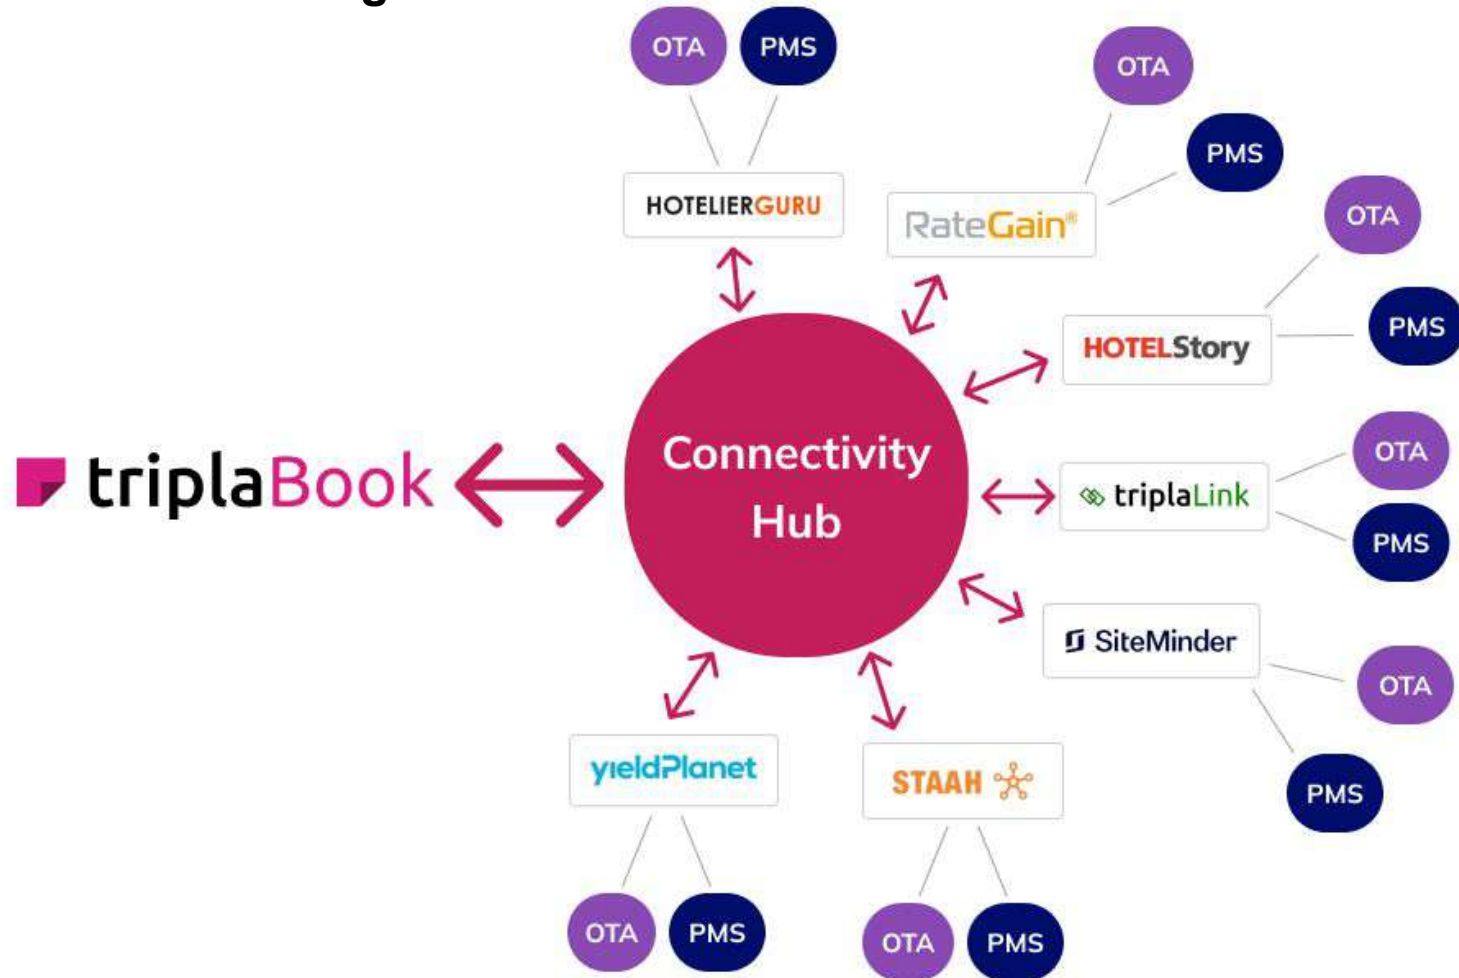 OTA
PMS
HOTELIERGURU
OTA
PMS
RateGain®
OTA
PMS
HOTELStory
triplaBook
Connectivity
Hub
OTA
PMS
triplaLink
SiteMinder
OTA
PMS
yieldPlanet
OTA
PMS
STAAH
OTA
PMS